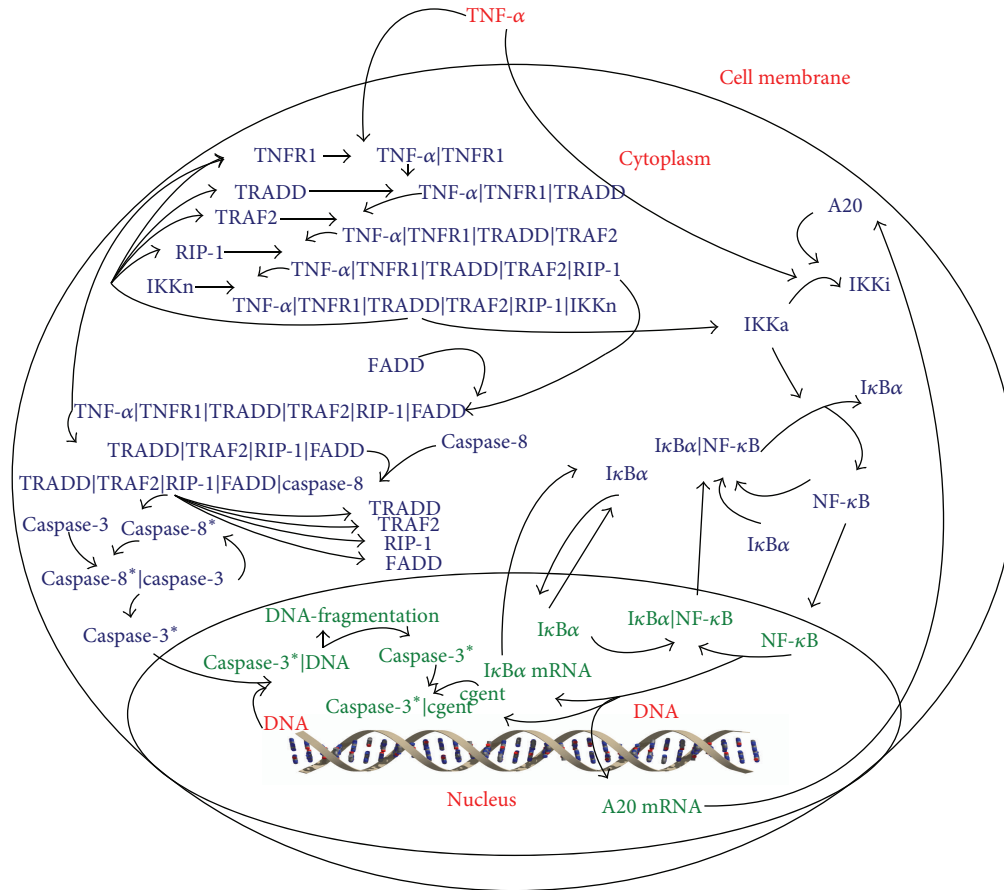 TNF-α
Cell membrane
Cytoplasm
TNFR1
TNF-α|TNFR1
TRADD
TNF-α|TNFR1|TRADD
A20
TRAF2
TNF-α|TNFR1|TRADD|TRAF2
RIP-1
TNF-α|TNFR1|TRADD|TRAF2|RIP-1
IKKn
IKKi
TNF-α|TNFR1|TRADD|TRAF2|RIP-1|IKKn
IKKa
FADD
IκBα
TNF-α|TNFR1|TRADD|TRAF2|RIP-1|FADD
Caspase-8
IκBα|NF-κB
TRADD|TRAF2|RIP-1|FADD
IκBα
TRADD|TRAF2|RIP-1|FADD|caspase-8
NF-κB
TRADD
Caspase-3
Caspase-8*
TRAF2
IκBα
RIP-1
FADD
Caspase-8*|caspase-3
DNA-fragmentation
IκBα|NF-κB
Caspase-3*
IκBα
NF-κB
Caspase-3*|DNA
Caspase-3*
IκBα mRNA
cgent
Caspase-3*|cgent
DNA
DNA
Nucleus
A20 mRNA